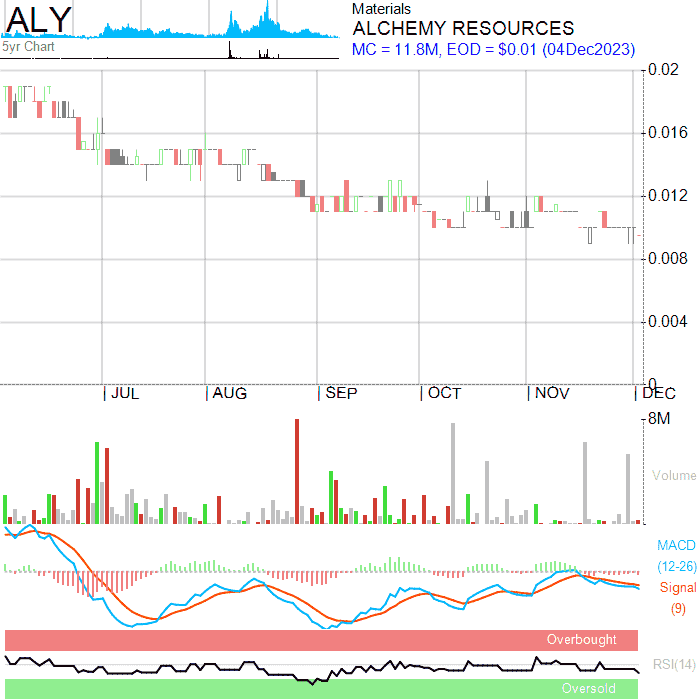 ALY
5yr Chart
Materials
ALCHEMY RESOURCES
MC = 11.8M, EOD = $0.01 (04Dec2023)
0.02
0.016
0.012
0.008
0.004
0
JUL AUG SEP OCT NOV DEC
8M
Volume
MACD
(12-26)
Signal
(9)
Overbought
RSI(14)
Oversold